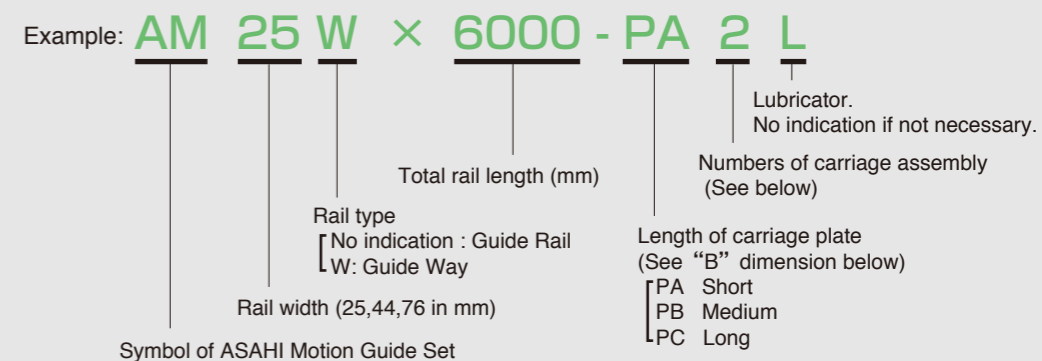 Example: AM 25 W × 6000 - PA 2 L
Lubricator.
No indication if not necessary.
Numbers of carriage assembly
(See below)
Total rail length (mm)
Length of carriage plate
(See “B” dimension below)
PA Short
PB Medium
PC Long
Rail type
No indication : Guide Rail
W: Guide Way
Rail width (25,44,76 in mm)
Symbol of ASAHI Motion Guide Set